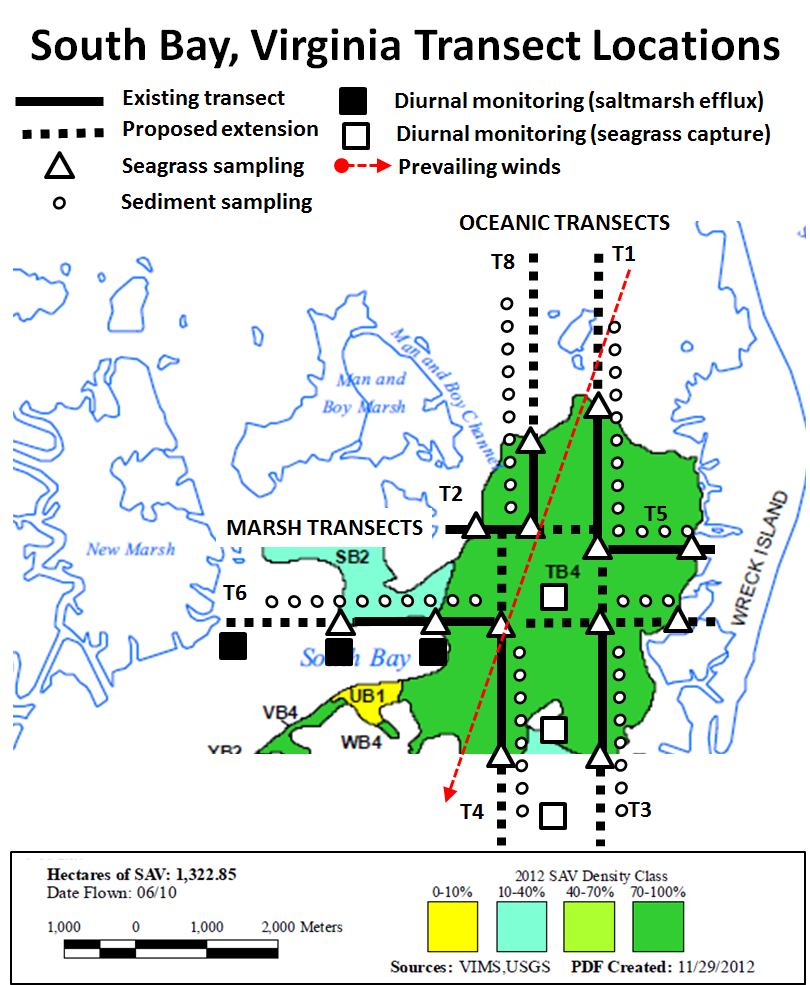 South Bay, Virginia Transect Locations
Existing transect
Proposed extension
Seagrass sampling
Sediment sampling
Diurnal monitoring (saltmarsh efflux)
Diurnal monitoring (seagrass capture)
Prevailing winds
OCEANIC TRANSECTS
T8
T1
Man and Boy Channel
Man and
Boy Marsh
T2
T5
MARSH TRANSECTS
New Marsh
SB2
TB4
WRECK ISLAND
T6
South Bay
UB1
VB4
WB4
YB2
T4
T3
Hectares of SAV: 1,322.85
Date Flown: 06/10
1,000 0 1,000 2,000 Meters
2012 SAV Density Class
0-10% 10-40% 40-70% 70-100%
Sources: VIMS,USGS PDF Created: 11/29/2012